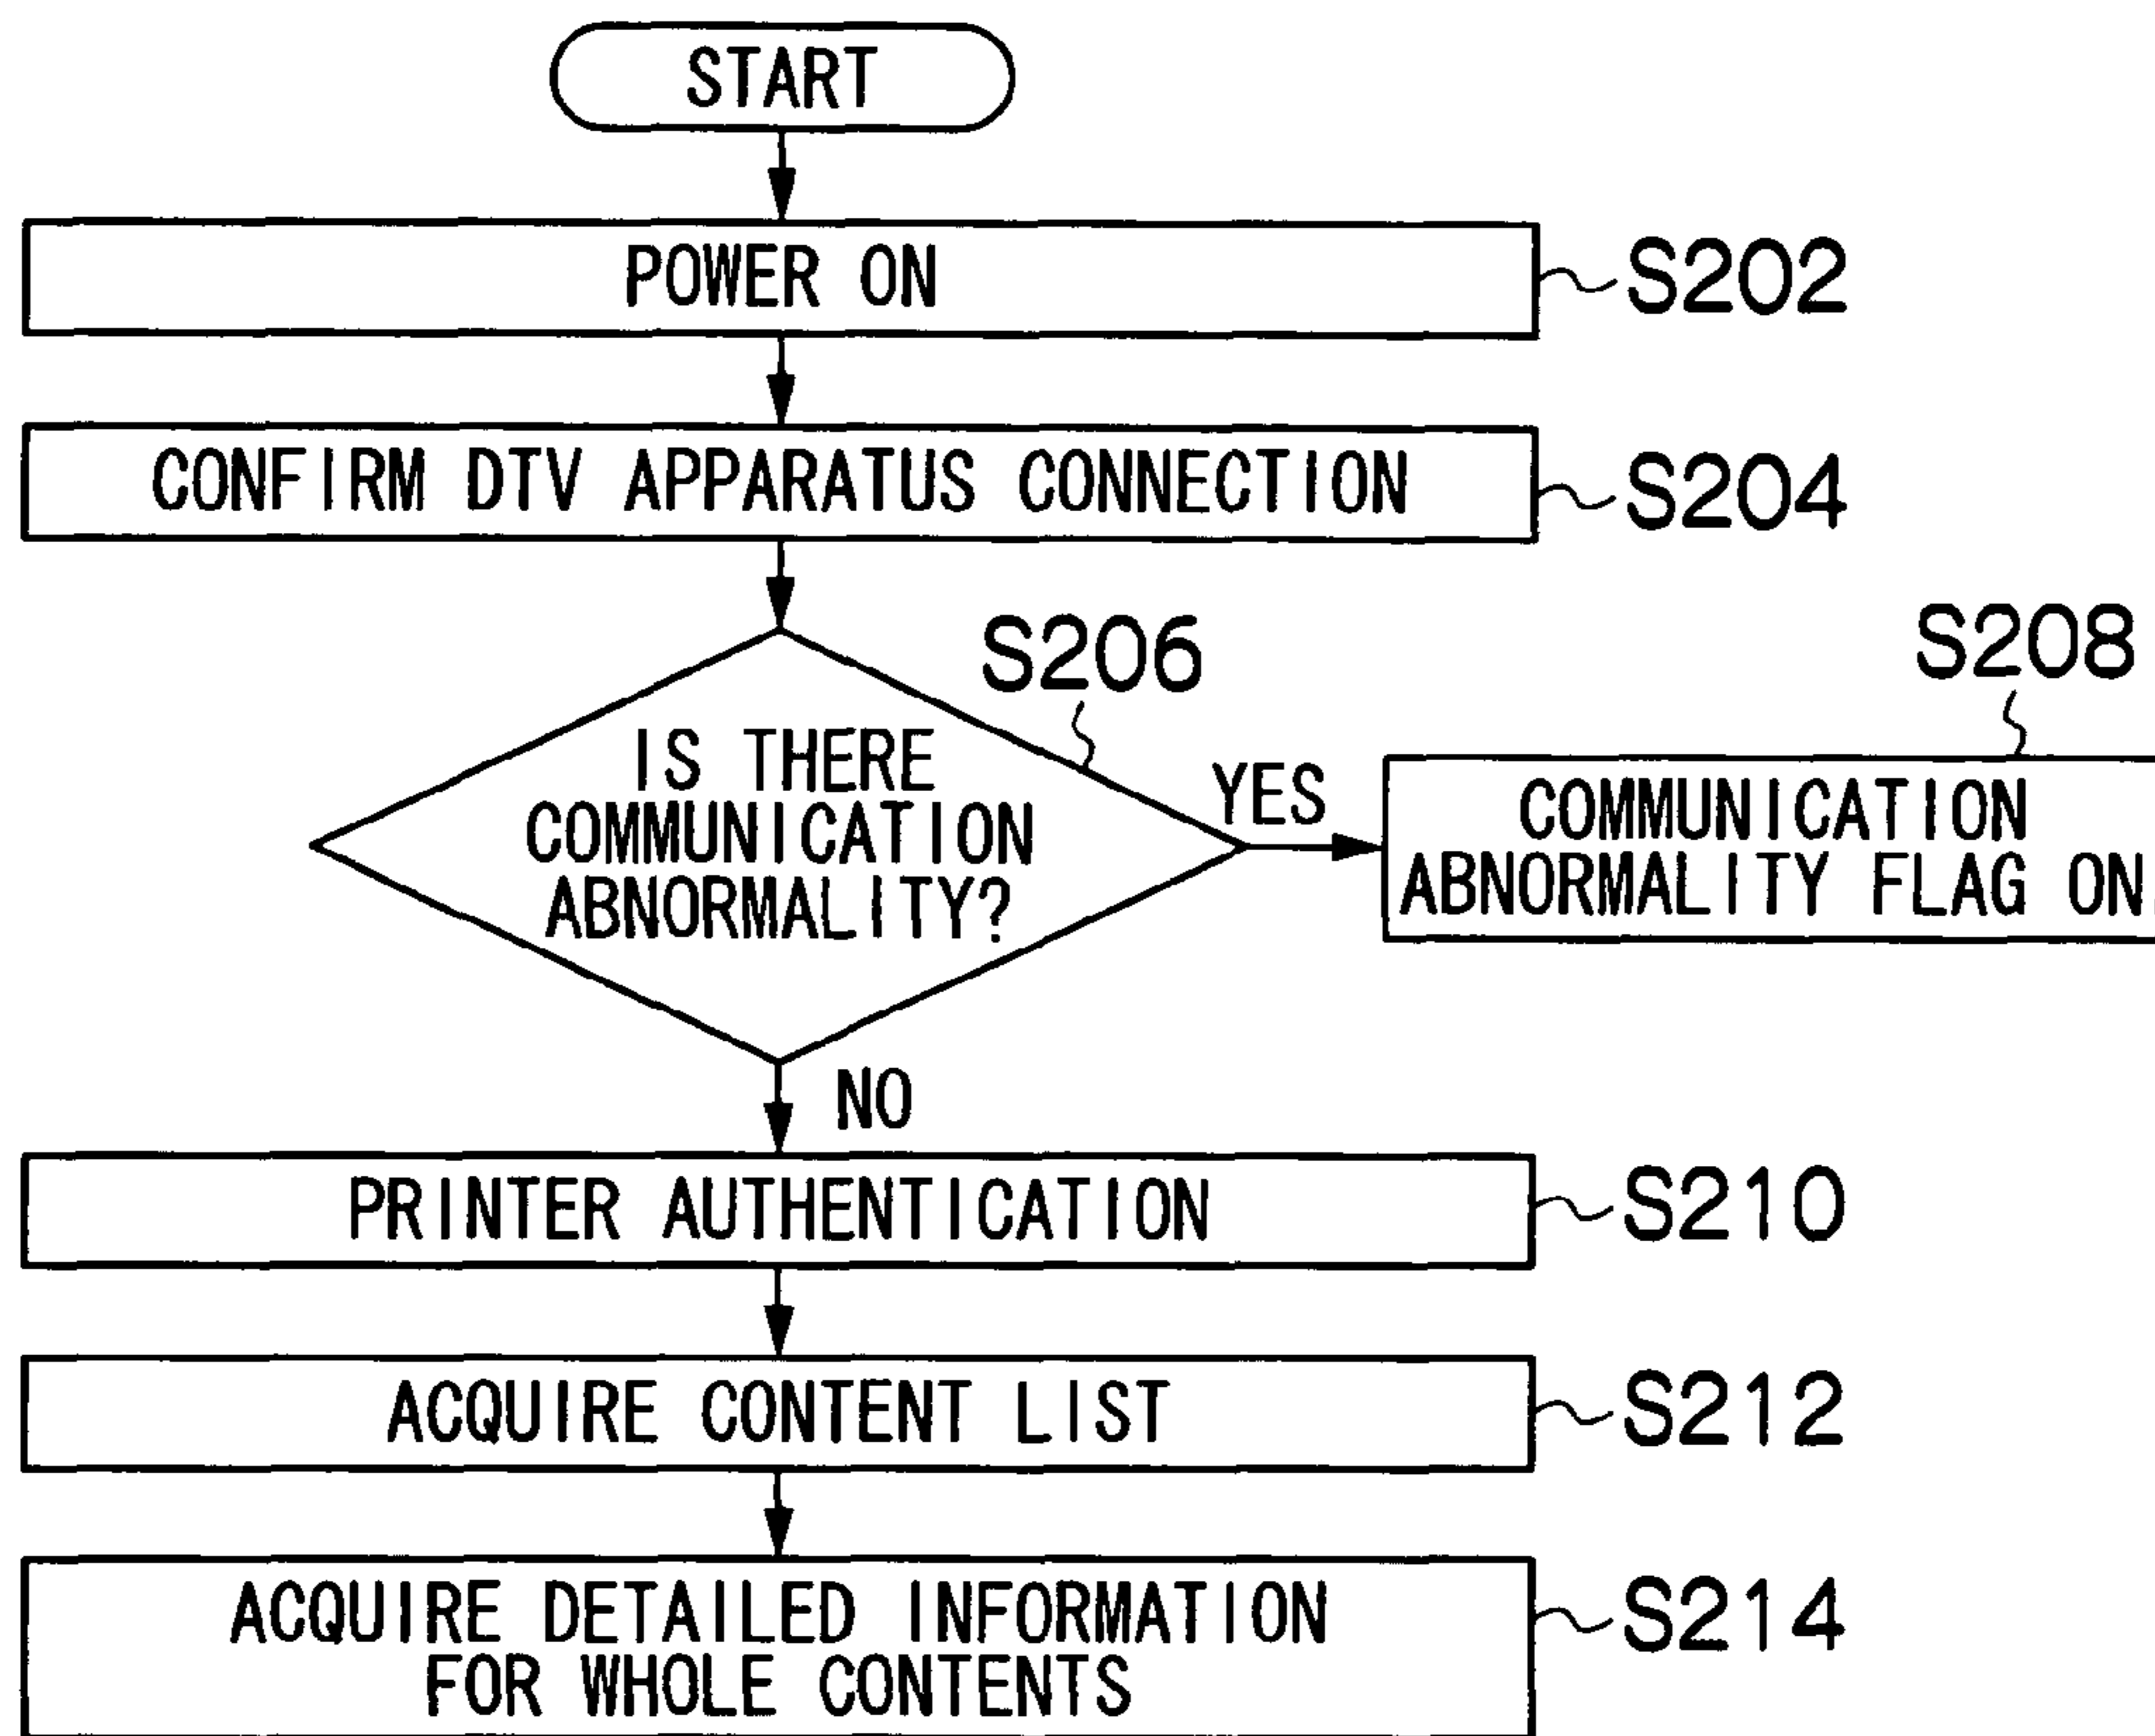 START
POWER ON
S202
CONFIRM DTV APPARATUS CONNECTION
S204
S206
S208
IS THERE
COMMUNICATION
ABNORMALITY?
YES
COMMUNICATION
ABNORMALITY FLAG ON
NO
PRINTER AUTHENTICATION
S210
ACQUIRE CONTENT LIST
S212
ACQUIRE DETAILED INFORMATION
FOR WHOLE CONTENTS
S214